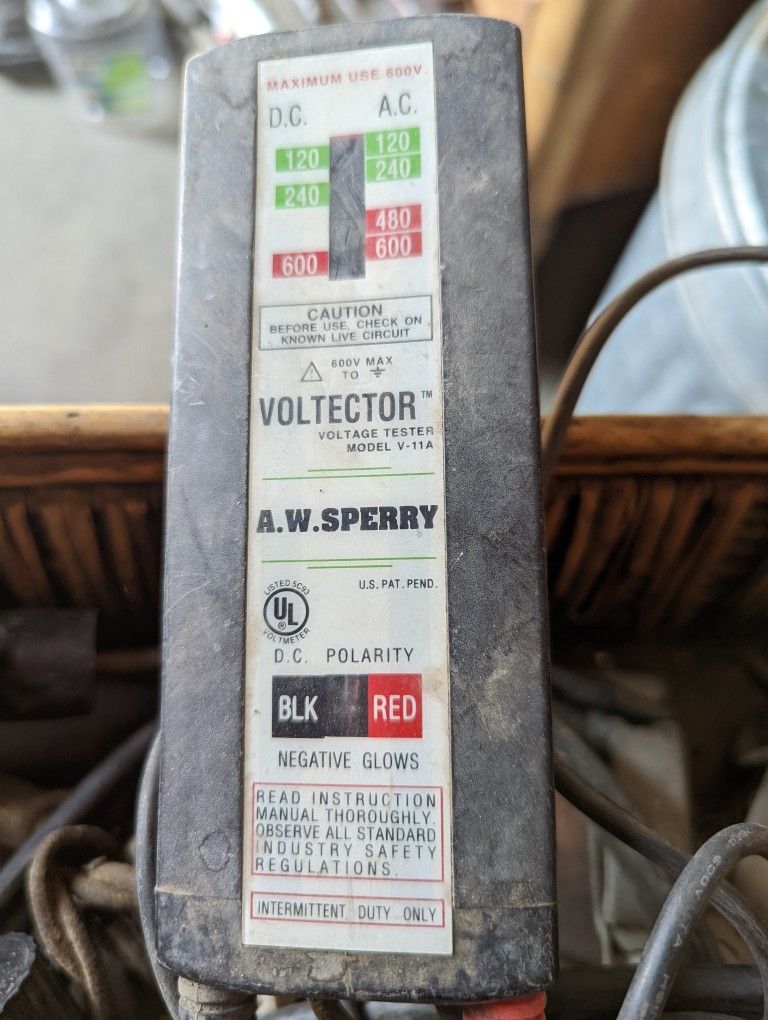 MAXIMUM USE 600V.
D.C. A.C.
120 120
240 240
480
600 600
CAUTION
BEFORE USE, CHECK ON
KNOWN LIVE CIRCUIT
600V MAX
TO
VOLTECTOR™
VOLTAGE TESTER
MODEL V-11A
A.W.SPERRY
U.S. PAT. PEND.
LISTED 5C93
UL®
VOLTMETER
D.C. POLARITY
BLK RED
NEGATIVE GLOWS
READ INSTRUCTION
MANUAL THOROUGHLY.
OBSERVE ALL STANDARD
INDUSTRY SAFETY
REGULATIONS.
INTERMITTENT DUTY ONLY
600V